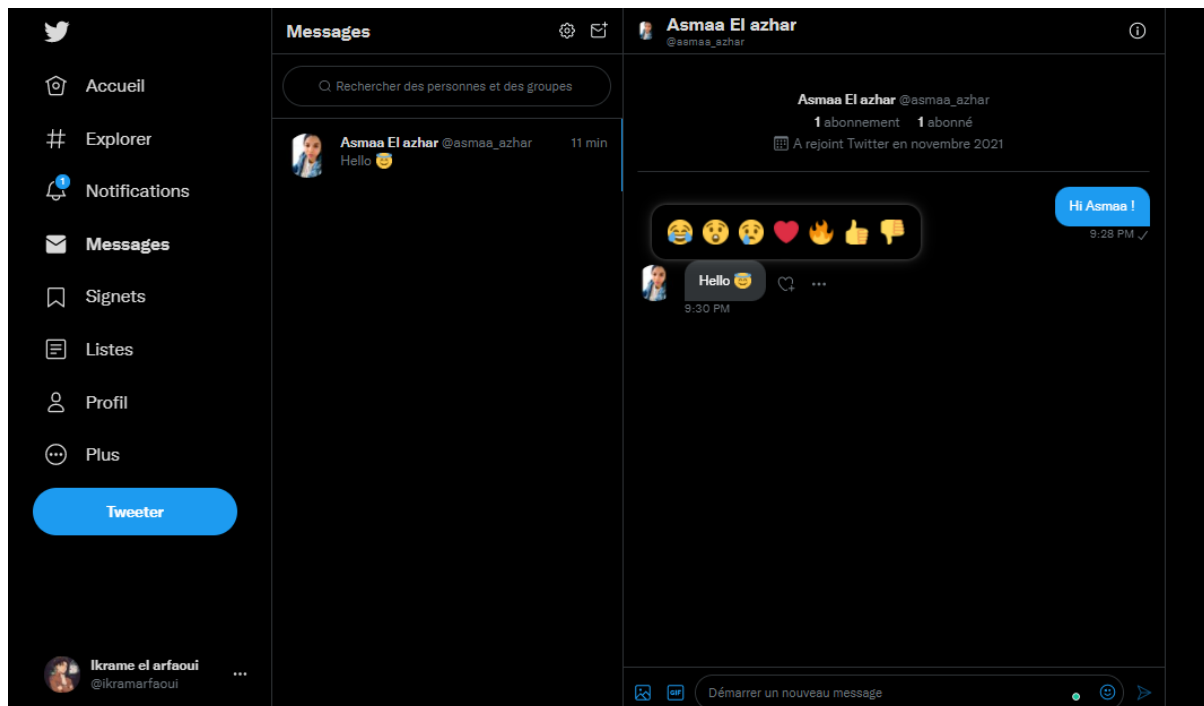 Accueil
Explorer
1
Notifications
Messages
Signets
Listes
Profil
Plus
Tweeter
Ikrame el arfaoui
@ikramarfaoui
Messages
Rechercher des personnes et des groupes
Asmaa El azhar @asmaa_azhar 11 min
Hello 😇
Asmaa El azhar
@asmaa_azhar
Asmaa El azhar @asmaa_azhar
1 abonnement 1 abonné
A rejoint Twitter en novembre 2021
Hi Asmaa !
9:28 PM
Hello 😇
9:30 PM
GIF
Démarrer un nouveau message